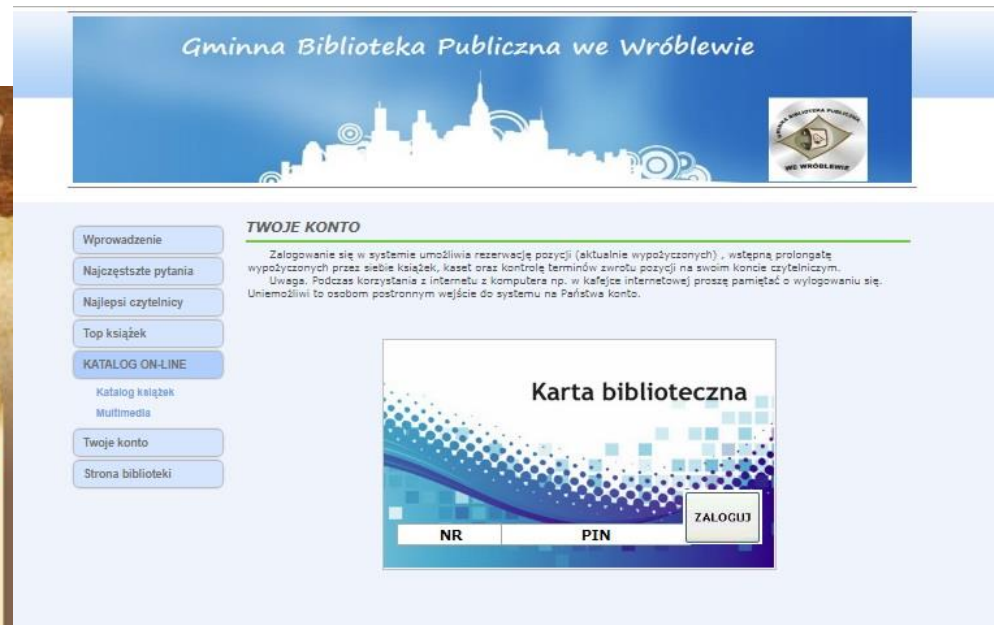 Gminna Biblioteka Publiczna we Wróblewie
GMINNA BIBLIOTEKA PUBLICZNA
WE WRÓBLEWIE
Wprowadzenie
Najczęstszte pytania
Najlepsi czytelnicy
Top książek
KATALOG ON-LINE
Katalog książek
Multimedia
Twoje konto
Strona biblioteki
TWOJE KONTO
Zalogowanie się w systemie umożliwia rezerwację pozycji (aktualnie wypożyczonych) , wstępną prolongatę
wypożyczonych przez siebie książek, kaset oraz kontrolę terminów zwrotu pozycji na swoim koncie czytelniczym.
Uwaga. Podczas korzystania z internetu z komputera np. w kafejce internetowej proszę pamiętać o wylogowaniu się.
Uniemożliwi to osobom postronnym wejście do systemu na Państwa konto.
Karta biblioteczna
NR PIN ZALOGUJ